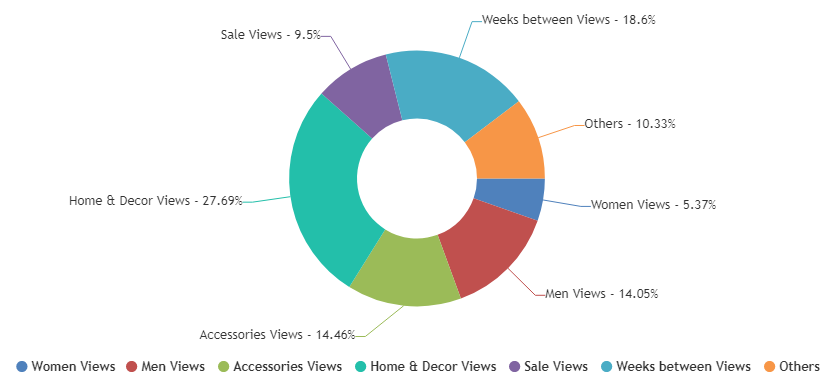 Weeks between Views - 18.6%
Sale Views - 9.5%
Others - 10.33%
Home & Decor Views - 27.69%
Women Views - 5.37%
Men Views - 14.05%
Accessories Views - 14.46%
Women Views Men Views Accessories Views Home & Decor Views Sale Views Weeks between Views Others